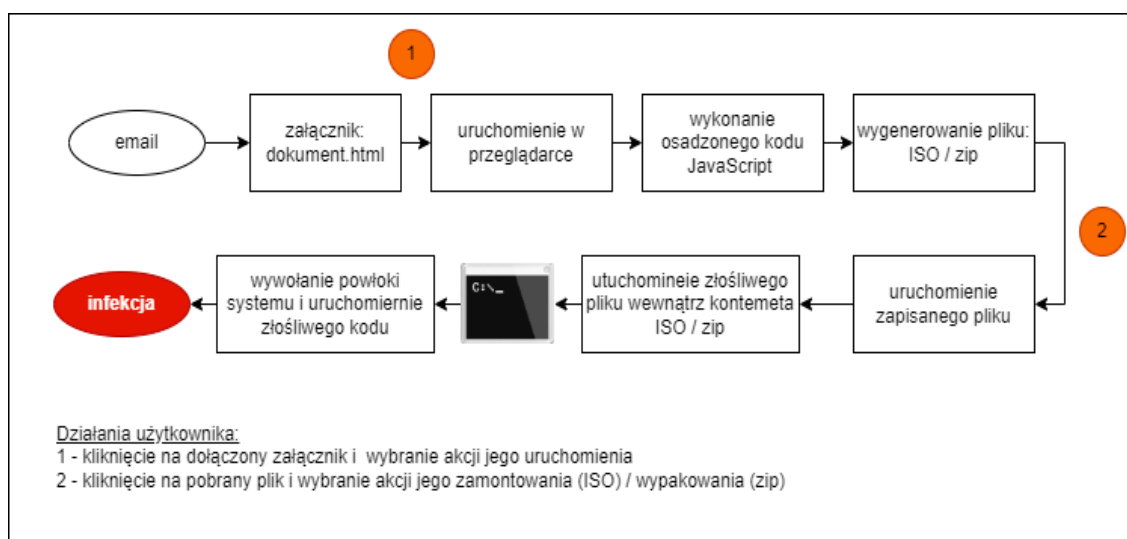 1
email
załącznik:
dokument.html
uruchomienie w
przeglądarce
wykonanie
osadzonego kodu
JavaScript
wygenerowanie pliku:
ISO / zip
2
infekcja
wywołanie powłoki
systemu i uruchomiernie
złośliwego kodu
C:\_
utuchomineie złośliwego
pliku wewnątrz kontemeta
ISO / zip
uruchomienie
zapisanego pliku
Działania użytkownika:
1 - kliknięcie na dołączony załącznik i wybranie akcji jego uruchomienia
2 - kliknięcie na pobrany plik i wybranie akcji jego zamontowania (ISO) / wypakowania (zip)